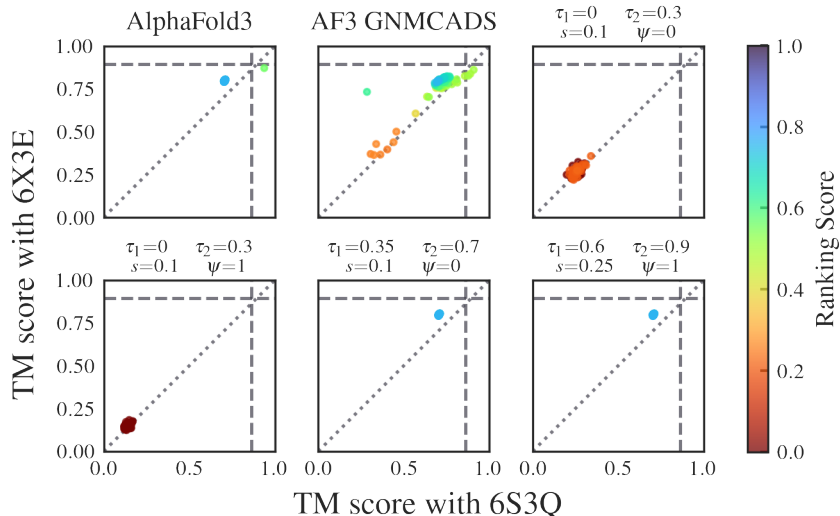 AlphaFold3
AF3 GNMCADS
τ₁=0 τ₂=0.3
s=0.1 ψ=0
1.00
0.75
0.50
0.25
0.00
τ₁=0 τ₂=0.3
s=0.1 ψ=1
τ₁=0.35 τ₂=0.7
s=0.1 ψ=0
τ₁=0.6 τ₂=0.9
s=0.25 ψ=1
1.00
0.75
0.50
0.25
0.00
0.0 0.5 1.0
0.5 1.0
0.5 1.0
TM score with 6X3E
TM score with 6S3Q
1.0
0.8
0.6
0.4
0.2
0.0
Ranking Score